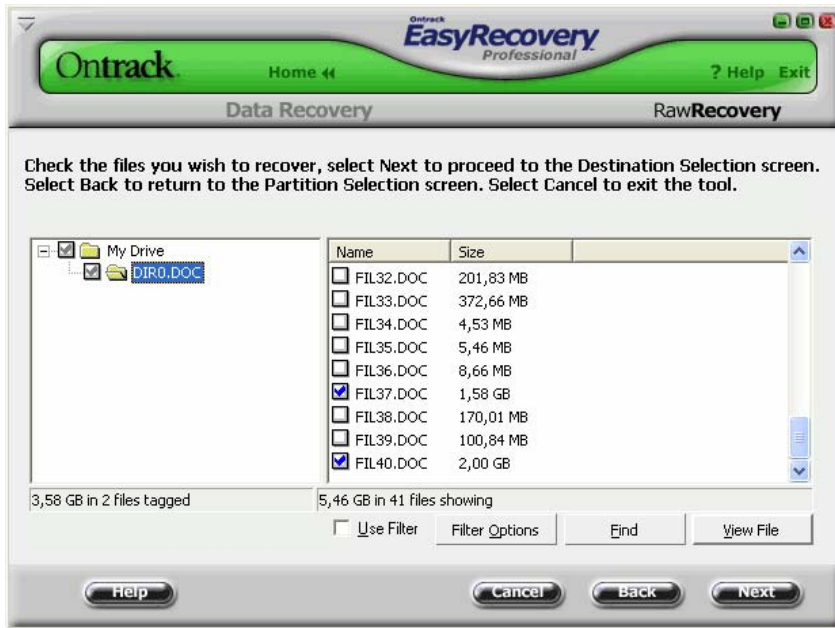 Ontrack
EasyRecovery
Professional
Ontrack
Home
? Help Exit
Data Recovery
RawRecovery
Check the files you wish to recover, select Next to proceed to the Destination Selection screen.
Select Back to return to the Partition Selection screen. Select Cancel to exit the tool.
My Drive
DIR0.DOC
Name Size
FIL32.DOC 201,83 MB
FIL33.DOC 372,66 MB
FIL34.DOC 4,53 MB
FIL35.DOC 5,46 MB
FIL36.DOC 8,66 MB
FIL37.DOC 1,58 GB
FIL38.DOC 170,01 MB
FIL39.DOC 100,84 MB
FIL40.DOC 2,00 GB
3,58 GB in 2 files tagged
5,46 GB in 41 files showing
Use Filter
Filter Options
Find
View File
Help
Cancel
Back
Next